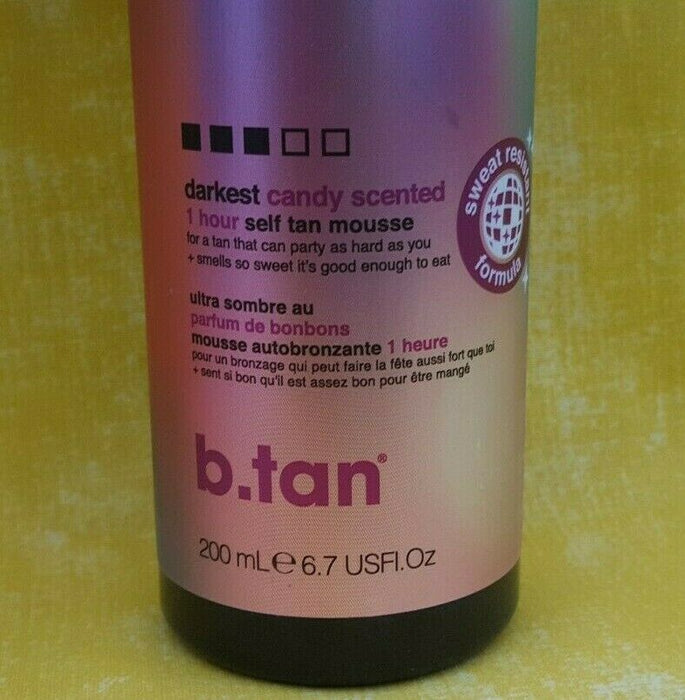 darkest candy scented
1 hour self tan mousse
for a tan that can party as hard as you
+ smells so sweet it's good enough to eat
sweat resistant
formula
ultra sombre au
parfum de bonbons
mousse autobronzante 1 heure
pour un bronzage qui peut faire la fête aussi fort que toi
+ sent si bon qu'il est assez bon pour être mangé
b.tan®
200 mL℮6.7 USFl.Oz